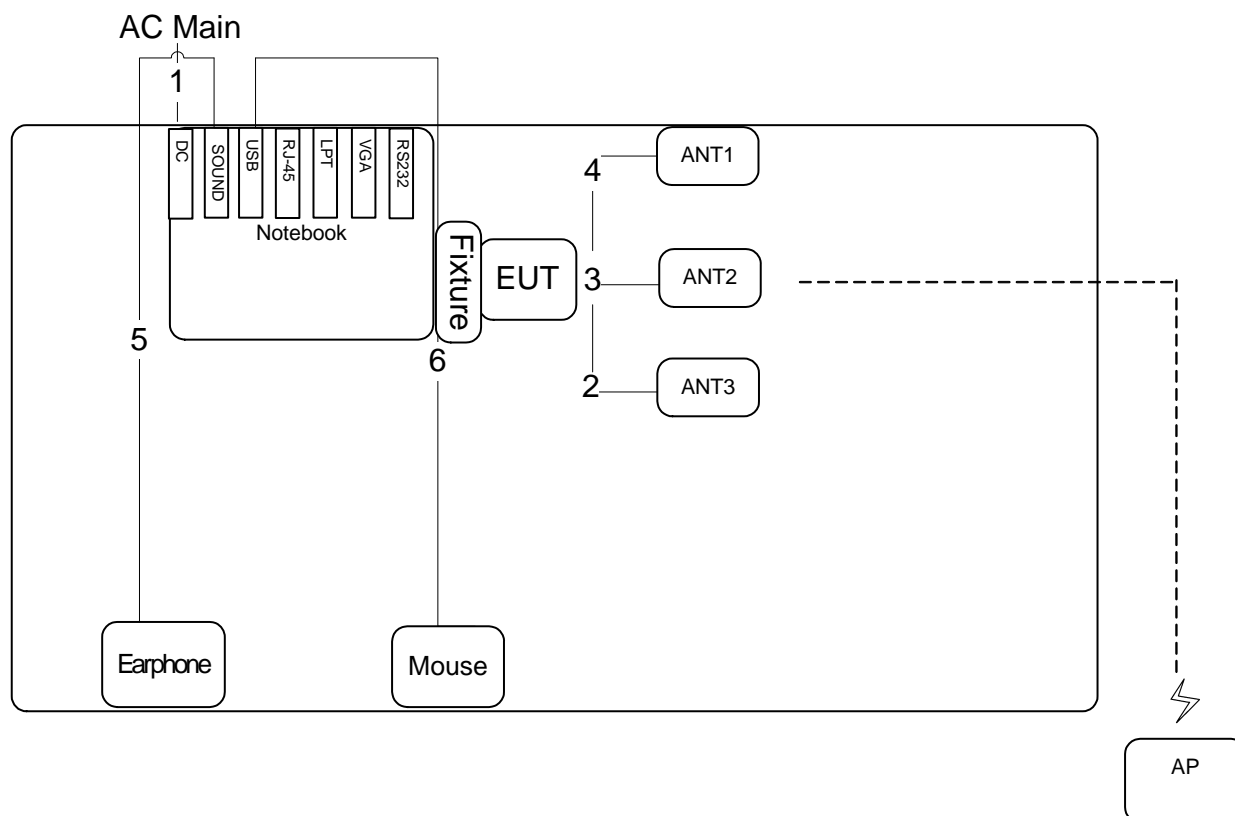 AC Main
1
DC
SOUND
USB
RJ-45
LPT
VGA
RS232
Notebook
Fixture
EUT
4
ANT1
3
ANT2
2
ANT3
5
6
Earphone
Mouse
AP